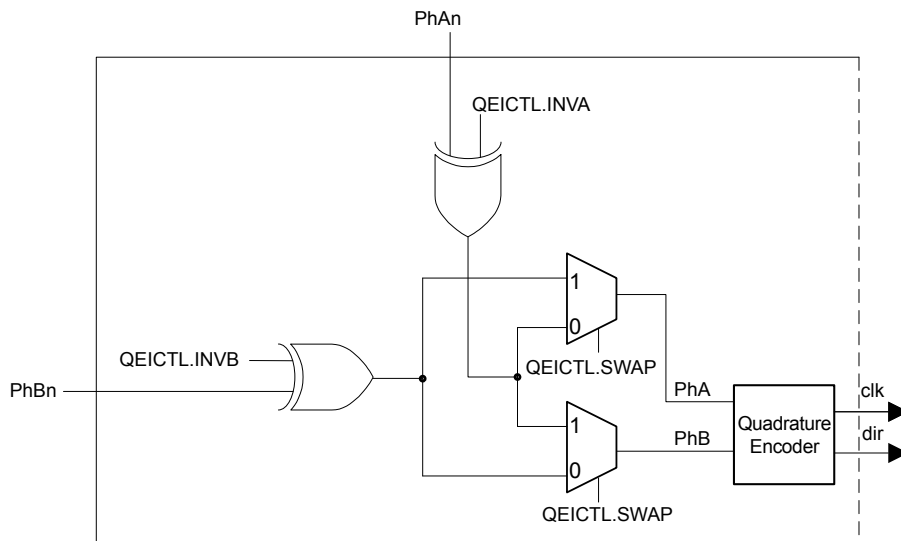 PhAn
QEICTL.INVA
1
0
QEICTL.INVB
QEICTL.SWAP
PhBn
PhA
clk
Quadrature
Encoder
dir
1
PhB
0
QEICTL.SWAP